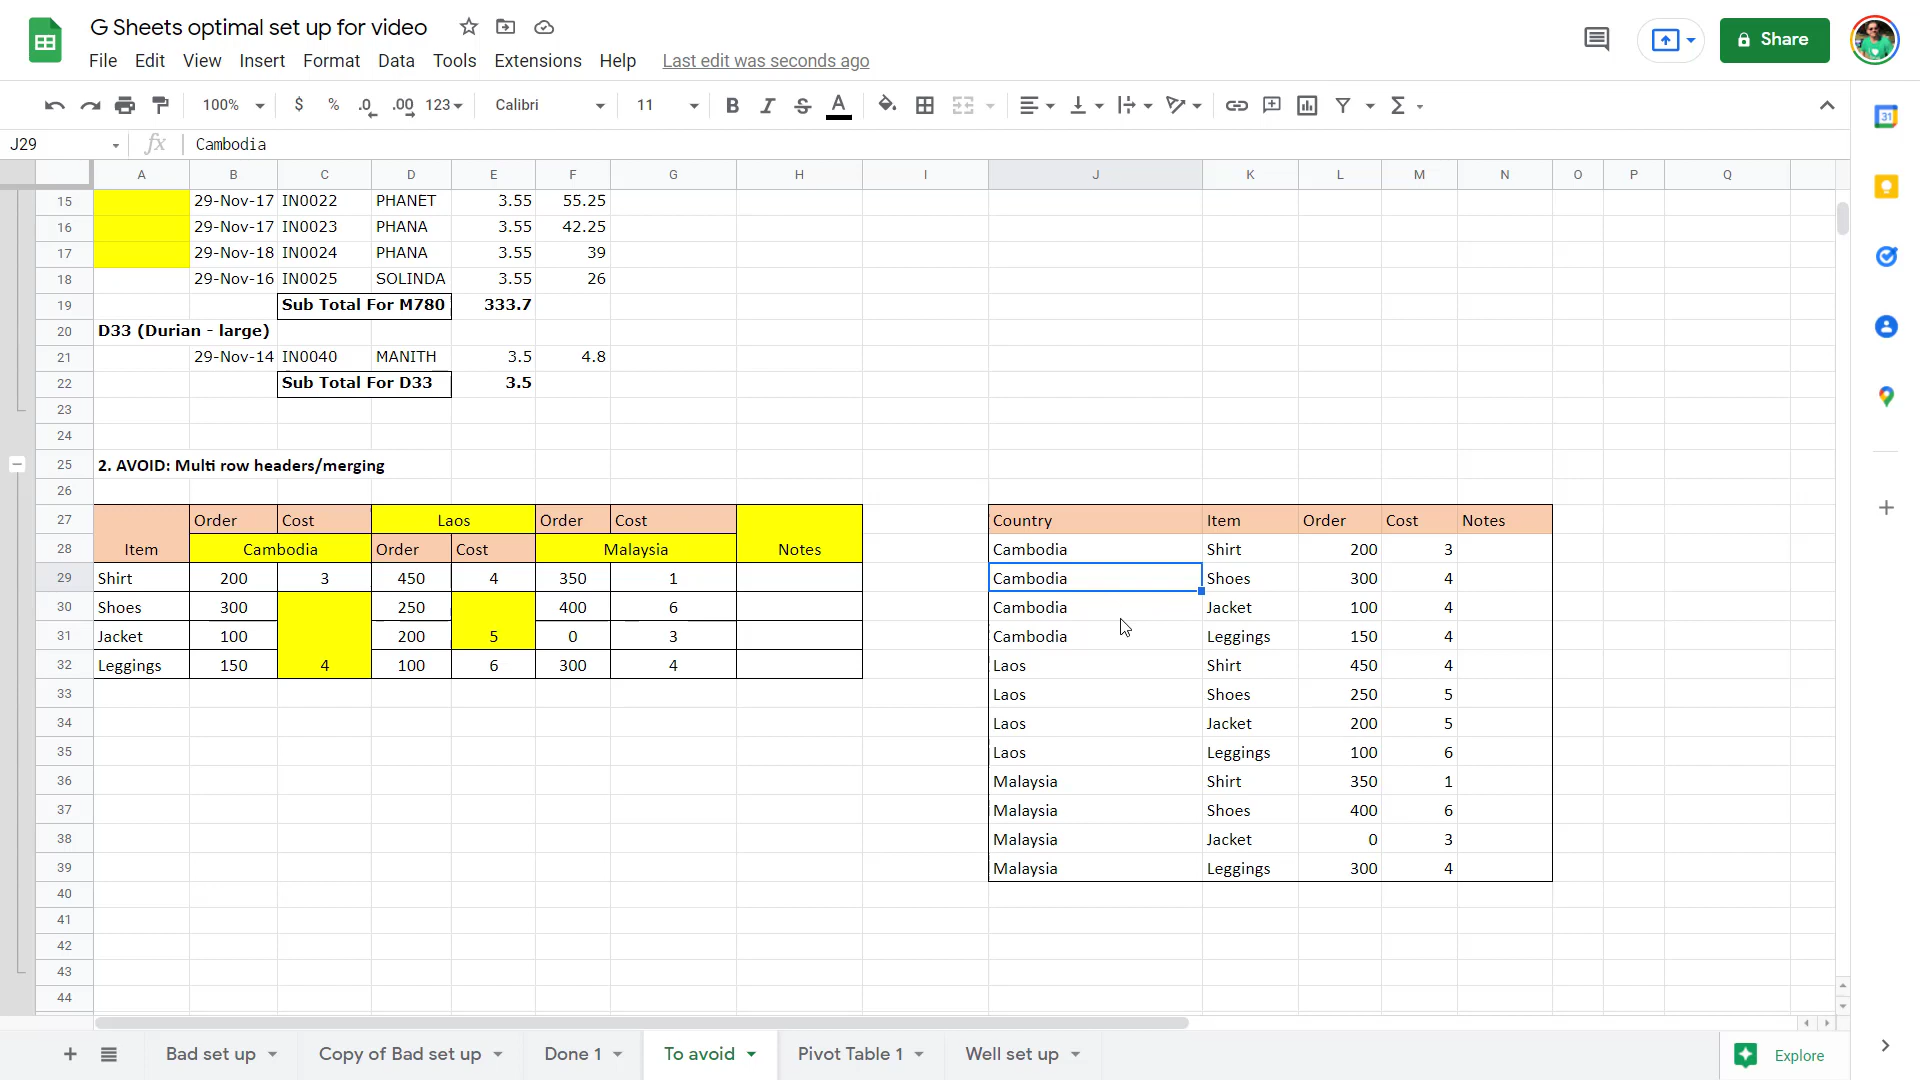 G Sheets optimal set up for video
File Edit View Insert Format Data Tools Extensions Help Last edit was seconds ago
Share
100% $ % .0 .00 123 Calibri 11 B I S A Σ
J29 fx Cambodia
A B C D E F G H I J K L M N O P Q
15 29-Nov-17 IN0022 PHANET 3.55 55.25
16 29-Nov-17 IN0023 PHANA 3.55 42.25
17 29-Nov-18 IN0024 PHANA 3.55 39
18 29-Nov-16 IN0025 SOLINDA 3.55 26
19 Sub Total For M780 333.7
20 D33 (Durian - large)
21 29-Nov-14 IN0040 MANITH 3.5 4.8
22 Sub Total For D33 3.5
23
24
25 2. AVOID: Multi row headers/merging
26
27 Order Cost Laos Order Cost Country Item Order Cost Notes
28 Item Cambodia Order Cost Malaysia Notes Cambodia Shirt 200 3
29 Shirt 200 3 450 4 350 1 Cambodia Shoes 300 4
30 Shoes 300 250 400 6 Cambodia Jacket 100 4
31 Jacket 100 200 5 0 3 Cambodia Leggings 150 4
32 Leggings 150 4 100 6 300 4 Laos Shirt 450 4
33 Laos Shoes 250 5
34 Laos Jacket 200 5
35 Laos Leggings 100 6
36 Malaysia Shirt 350 1
37 Malaysia Shoes 400 6
38 Malaysia Jacket 0 3
39 Malaysia Leggings 300 4
40
41
42
43
44
Bad set up Copy of Bad set up Done 1 To avoid Pivot Table 1 Well set up Explore
31